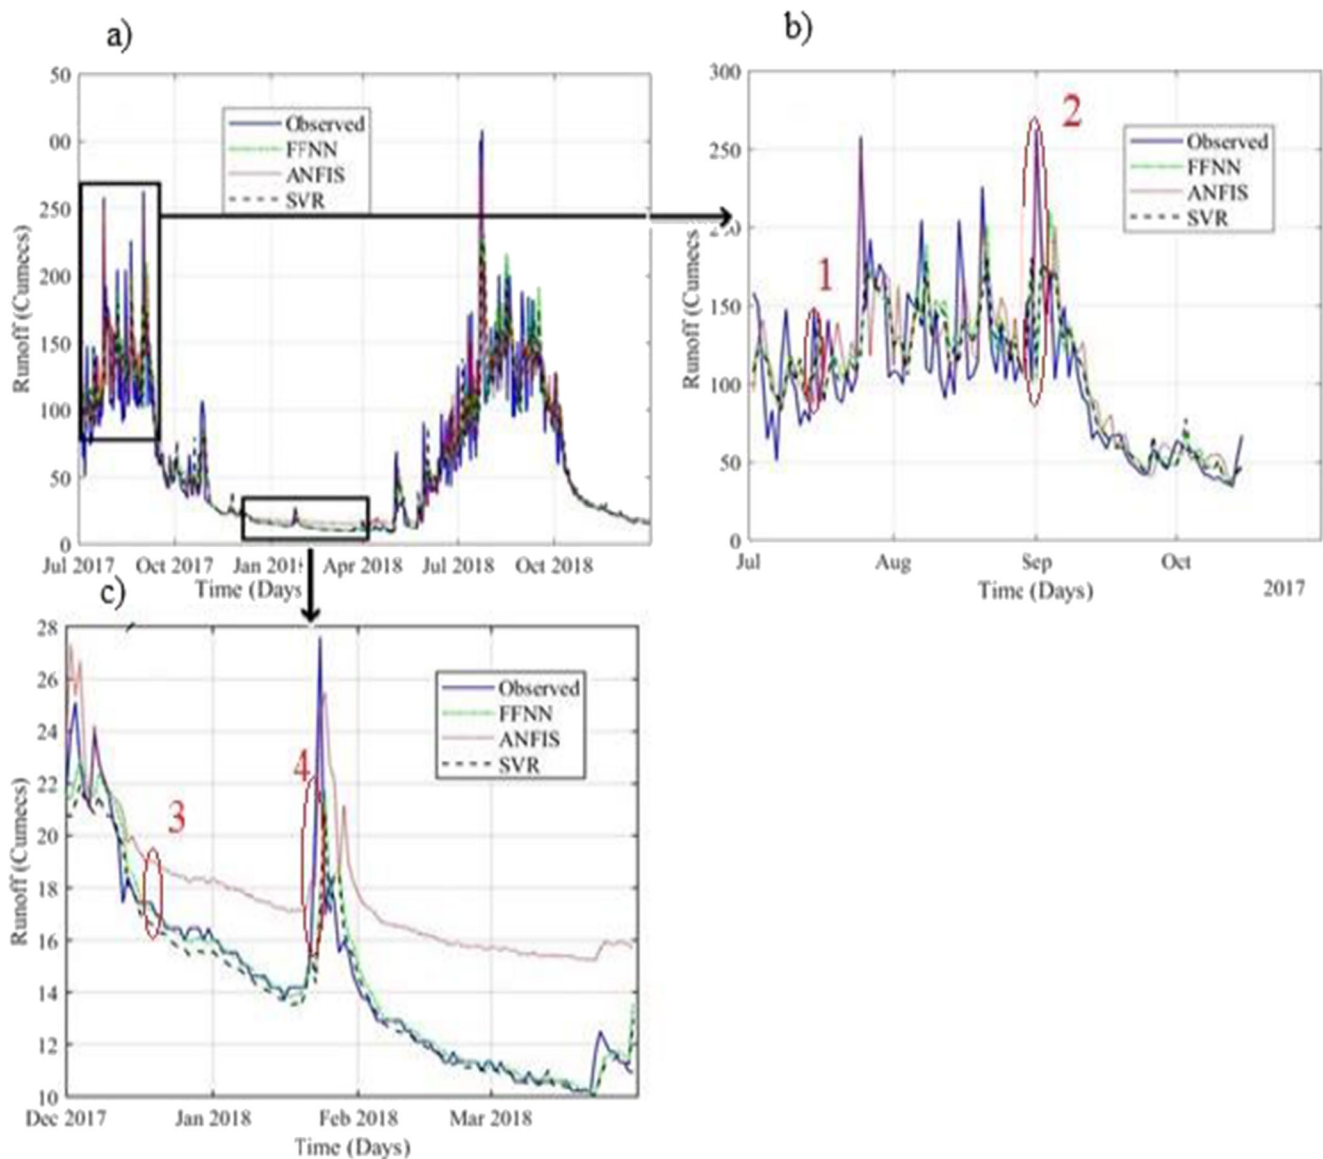 a)
50
00
250
200
150
100
50
0
Runoff (Cumecs)
Observed
FFNN
ANFIS
SVR
Jul 2017 Oct 2017 Jan 201 Apr 2018 Jul 2018 Oct 2018
Time (Days
b)
300
250
150
100
50
0
Runoff (Cumecs)
1
2
Observed
FFNN
ANFIS
SVR
Jul Aug Sep Oct
Time (Days)
2017
c)
28
26
24
22
20
18
16
14
12
10
Runoff (Cumecs)
3
4
Observed
FFNN
ANFIS
SVR
Dec 2017 Jan 2018 Feb 2018 Mar 2018
Time (Days)